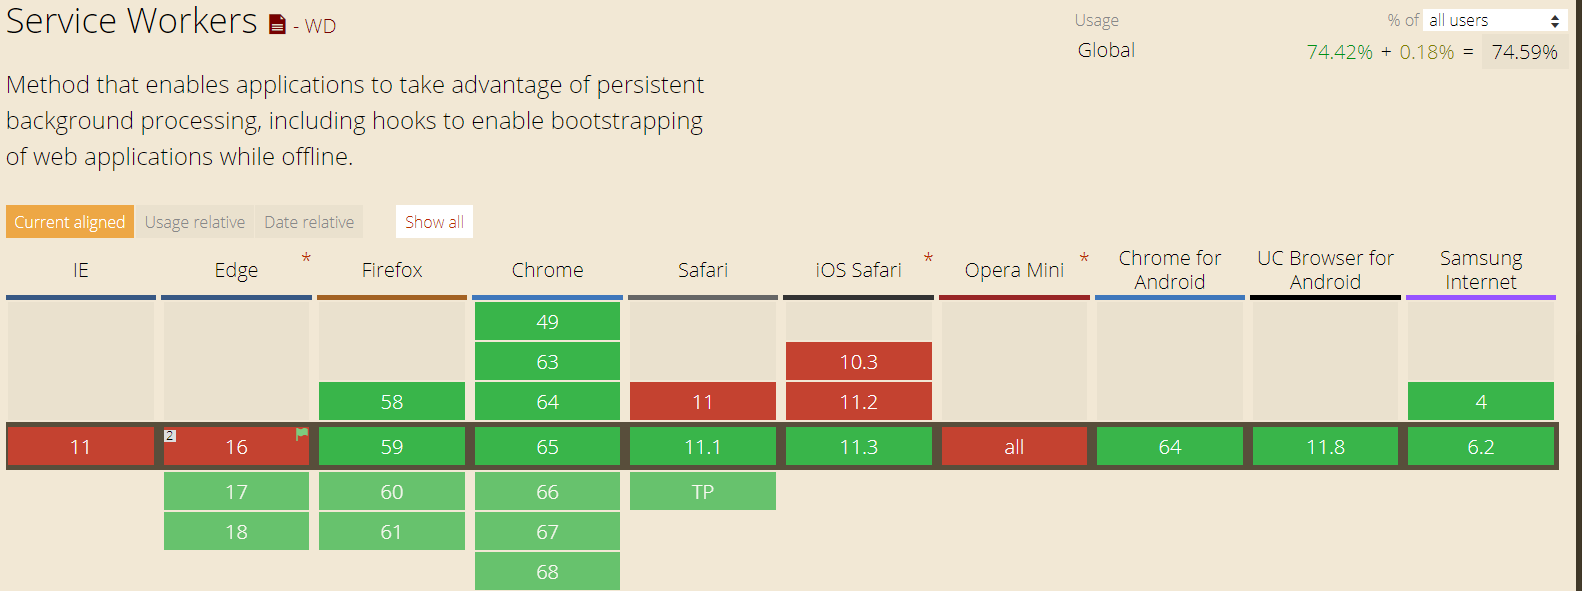 Service Workers - WD
Usage % of all users
Global 74.42% + 0.18% = 74.59%
Method that enables applications to take advantage of persistent
background processing, including hooks to enable bootstrapping
of web applications while offline.
Current aligned Usage relative Date relative Show all
IE Edge * Firefox Chrome Safari iOS Safari * Opera Mini * Chrome for Android UC Browser for Android Samsung Internet
49
63 10.3
58 64 11 11.2 4
11 2 16 59 65 11.1 11.3 all 64 11.8 6.2
17 60 66 TP
18 61 67
68